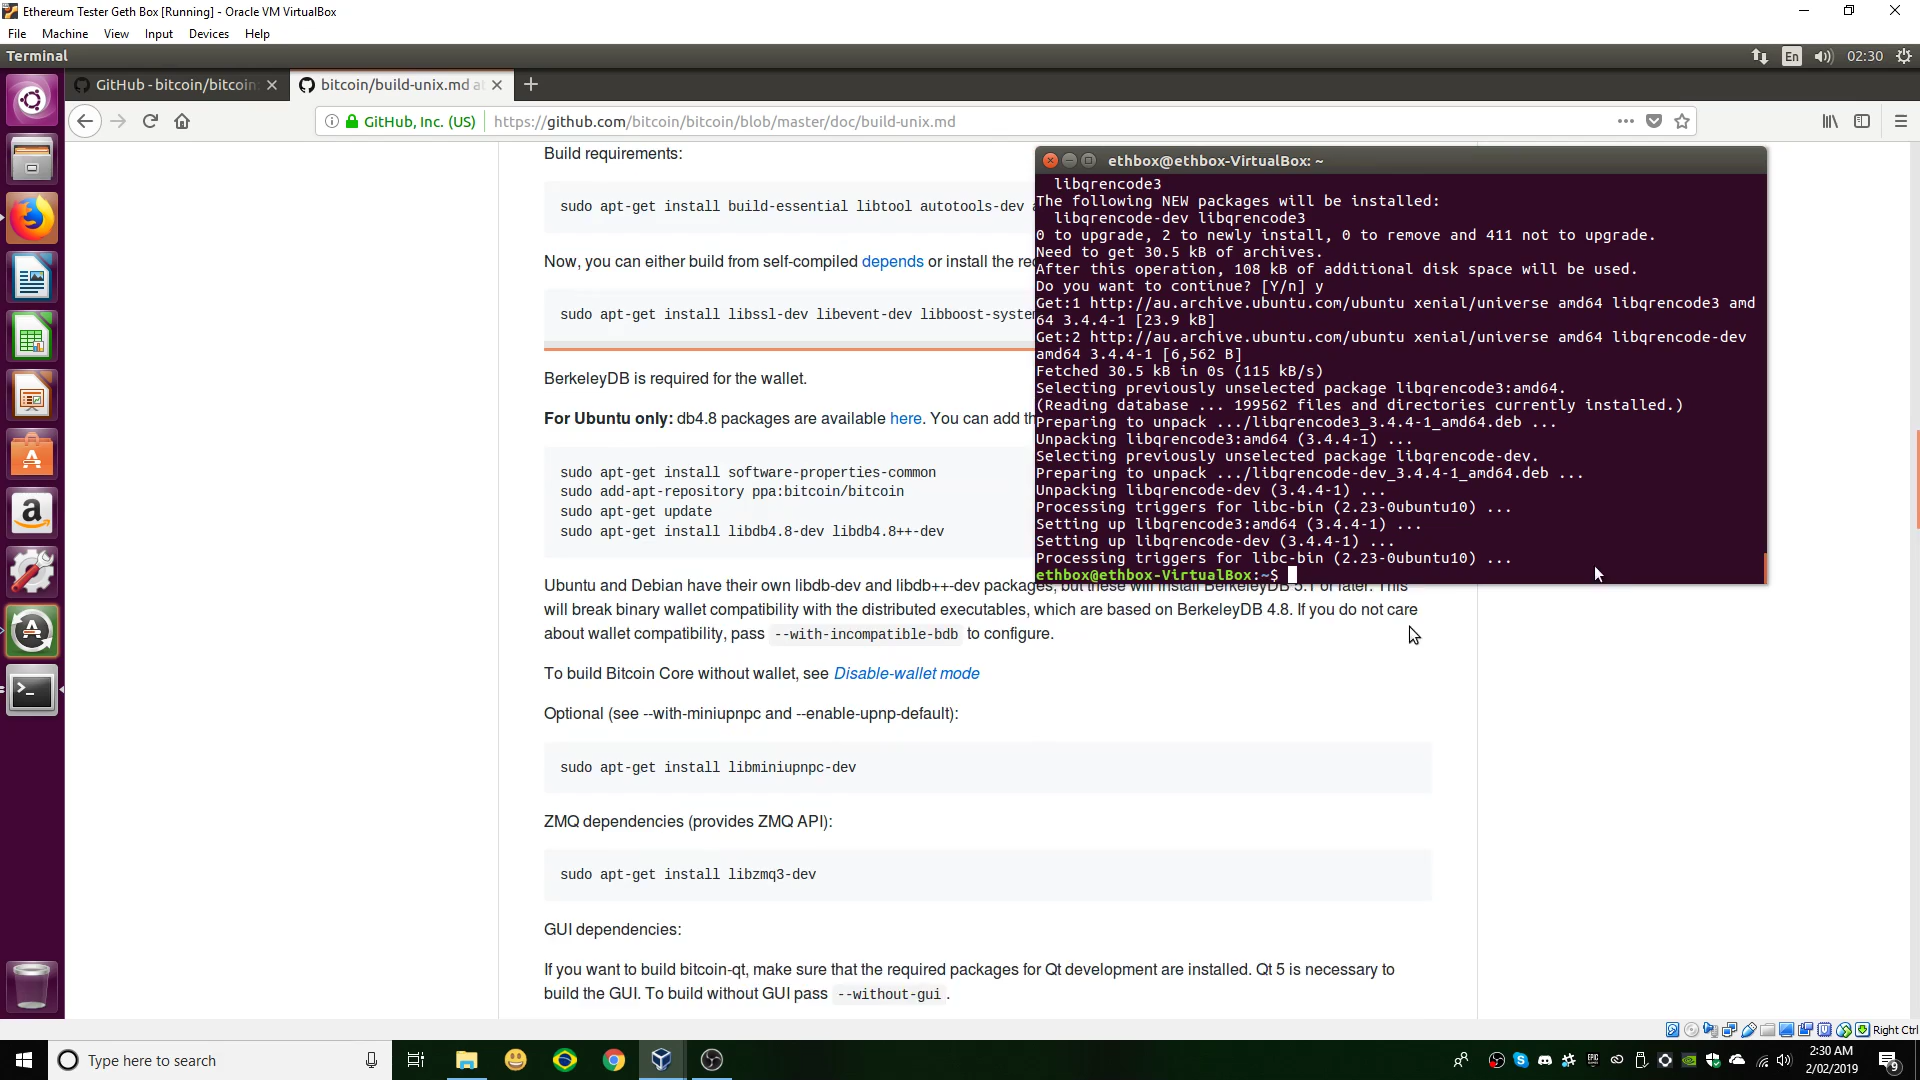 Ethereum Tester Geth Box [Running] - Oracle VM VirtualBox
File Machine View Input Devices Help
Terminal
En
02:30
GitHub - bitcoin/bitcoin:
bitcoin/build-unix.md at
GitHub, Inc. (US)
https://github.com/bitcoin/bitcoin/blob/master/doc/build-unix.md
Build requirements:
sudo apt-get install build-essential libtool autotools-dev a
Now, you can either build from self-compiled depends or install the req
sudo apt-get install libssl-dev libevent-dev libboost-system
BerkeleyDB is required for the wallet.
For Ubuntu only: db4.8 packages are available here. You can add th
sudo apt-get install software-properties-common
sudo add-apt-repository ppa:bitcoin/bitcoin
sudo apt-get update
sudo apt-get install libdb4.8-dev libdb4.8++-dev
Ubuntu and Debian have their own libdb-dev and libdb++-dev packages, but these will install BerkeleyDB 5.1 or later. This
will break binary wallet compatibility with the distributed executables, which are based on BerkeleyDB 4.8. If you do not care
about wallet compatibility, pass --with-incompatible-bdb to configure.
To build Bitcoin Core without wallet, see Disable-wallet mode
Optional (see --with-miniupnpc and --enable-upnp-default):
sudo apt-get install libminiupnpc-dev
ZMQ dependencies (provides ZMQ API):
sudo apt-get install libzmq3-dev
GUI dependencies:
If you want to build bitcoin-qt, make sure that the required packages for Qt development are installed. Qt 5 is necessary to
build the GUI. To build without GUI pass --without-gui .
ethbox@ethbox-VirtualBox: ~
libqrencode3
The following NEW packages will be installed:
libqrencode-dev libqrencode3
0 to upgrade, 2 to newly install, 0 to remove and 411 not to upgrade.
Need to get 30.5 kB of archives.
After this operation, 108 kB of additional disk space will be used.
Do you want to continue? [Y/n] y
Get:1 http://au.archive.ubuntu.com/ubuntu xenial/universe amd64 libqrencode3 amd
64 3.4.4-1 [23.9 kB]
Get:2 http://au.archive.ubuntu.com/ubuntu xenial/universe amd64 libqrencode-dev
amd64 3.4.4-1 [6,562 B]
Fetched 30.5 kB in 0s (115 kB/s)
Selecting previously unselected package libqrencode3:amd64.
(Reading database ... 199562 files and directories currently installed.)
Preparing to unpack .../libqrencode3_3.4.4-1_amd64.deb ...
Unpacking libqrencode3:amd64 (3.4.4-1) ...
Selecting previously unselected package libqrencode-dev.
Preparing to unpack .../libqrencode-dev_3.4.4-1_amd64.deb ...
Unpacking libqrencode-dev (3.4.4-1) ...
Processing triggers for libc-bin (2.23-0ubuntu10) ...
Setting up libqrencode3:amd64 (3.4.4-1) ...
Setting up libqrencode-dev (3.4.4-1) ...
Processing triggers for libc-bin (2.23-0ubuntu10) ...
ethbox@ethbox-VirtualBox:~$
Right Ctrl
Type here to search
2:30 AM
2/02/2019
9